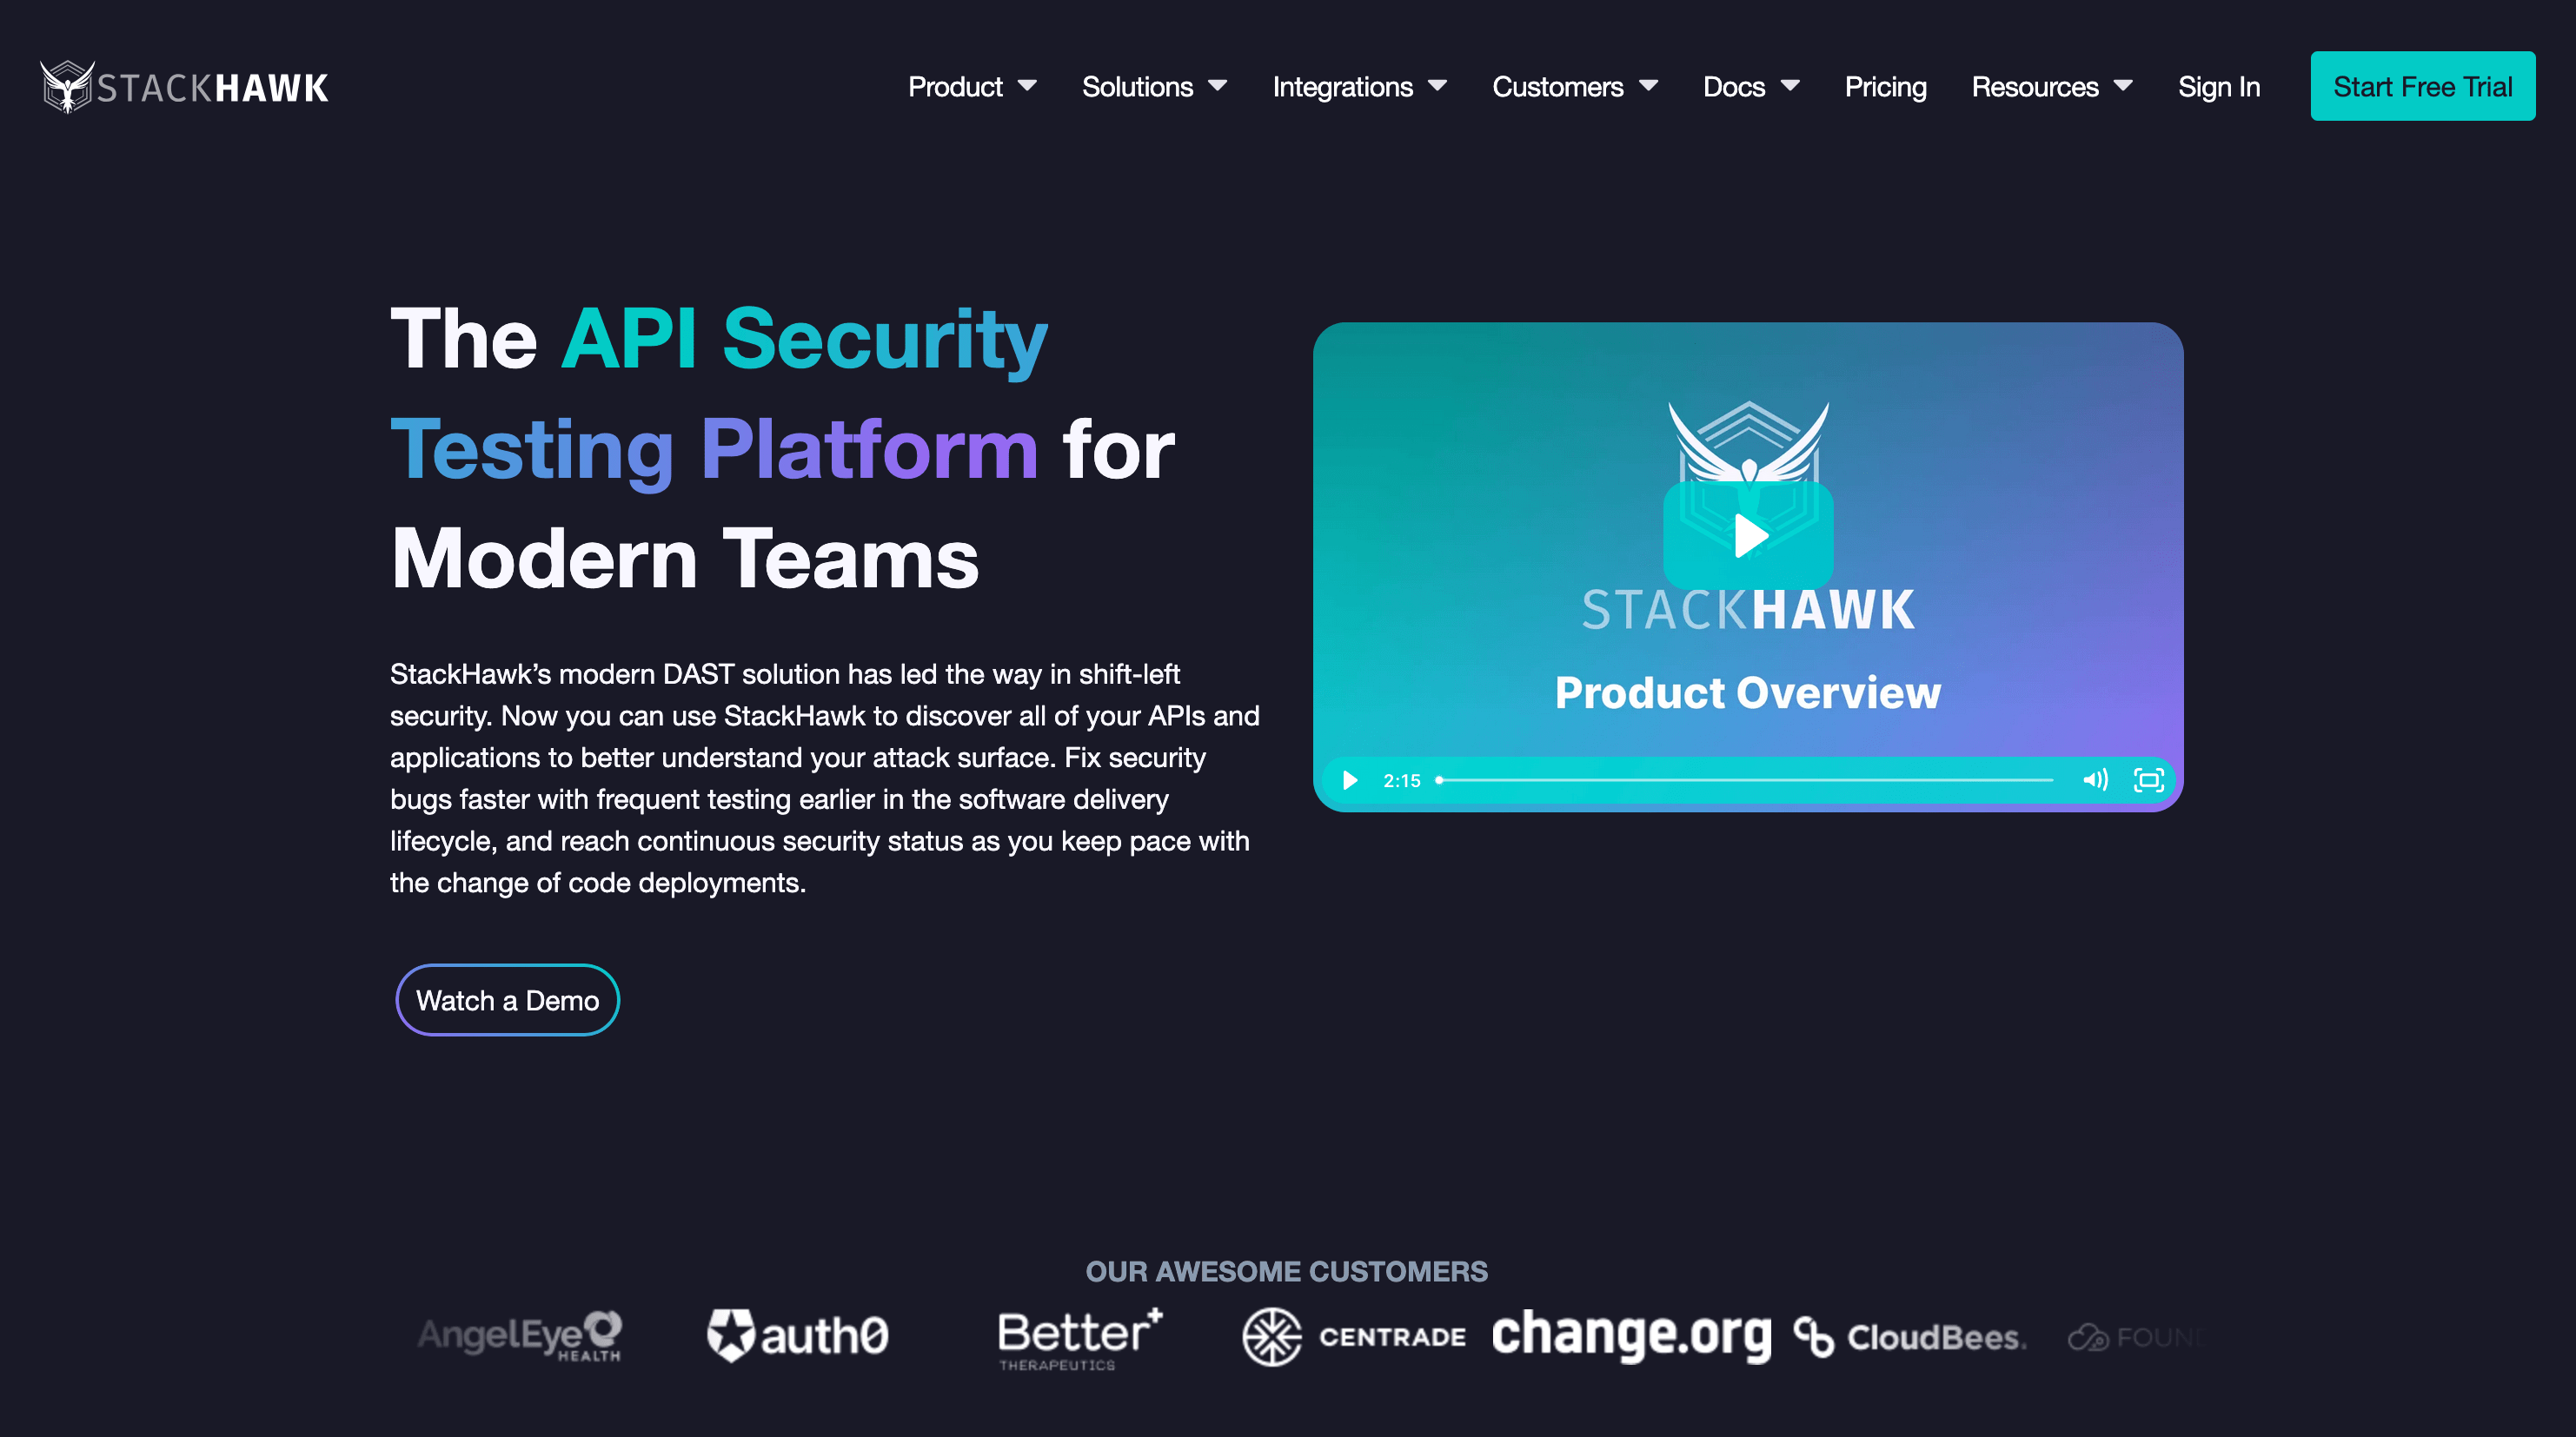 STACKHAWK
Product
Solutions
Integrations
Customers
Docs
Pricing
Resources
Sign In
Start Free Trial
The API Security
Testing Platform for
Modern Teams
StackHawk’s modern DAST solution has led the way in shift-left
security. Now you can use StackHawk to discover all of your APIs and
applications to better understand your attack surface. Fix security
bugs faster with frequent testing earlier in the software delivery
lifecycle, and reach continuous security status as you keep pace with
the change of code deployments.
Watch a Demo
STACKHAWK
Product Overview
2:15
OUR AWESOME CUSTOMERS
AngelEye
HEALTH
auth0
Better+
THERAPEUTICS
CENTRADE
change.org
CloudBees.